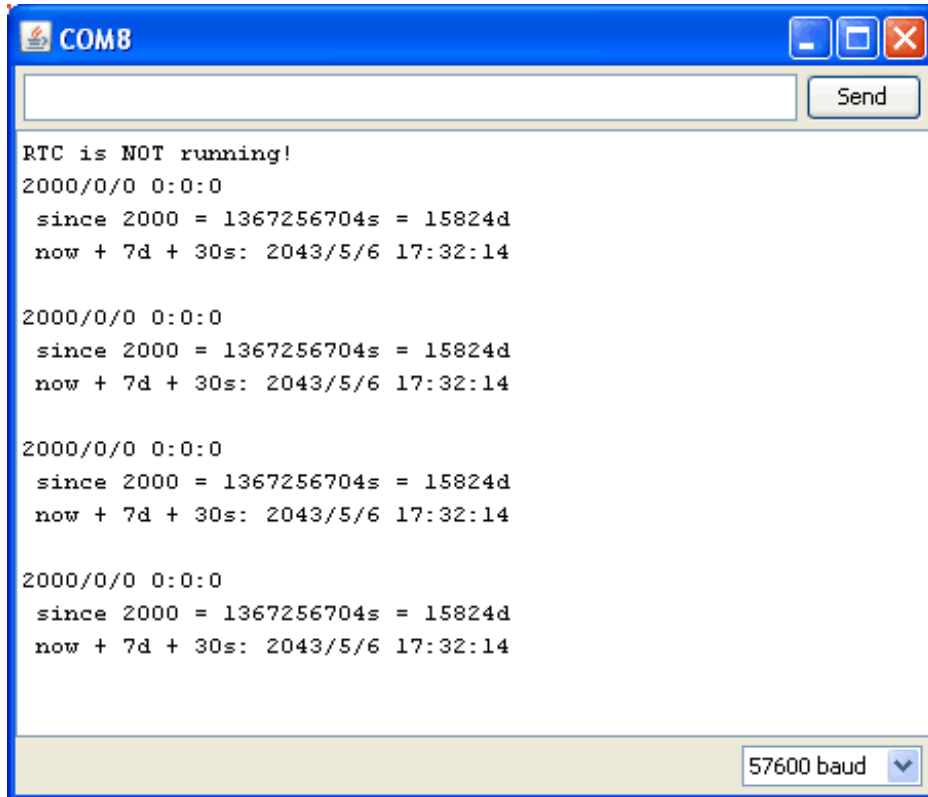 COM8
Send
RTC is NOT running!
2000/0/0 0:0:0
 since 2000 = 1367256704s = 15824d
 now + 7d + 30s: 2043/5/6 17:32:14

2000/0/0 0:0:0
 since 2000 = 1367256704s = 15824d
 now + 7d + 30s: 2043/5/6 17:32:14

2000/0/0 0:0:0
 since 2000 = 1367256704s = 15824d
 now + 7d + 30s: 2043/5/6 17:32:14

2000/0/0 0:0:0
 since 2000 = 1367256704s = 15824d
 now + 7d + 30s: 2043/5/6 17:32:14
57600 baud